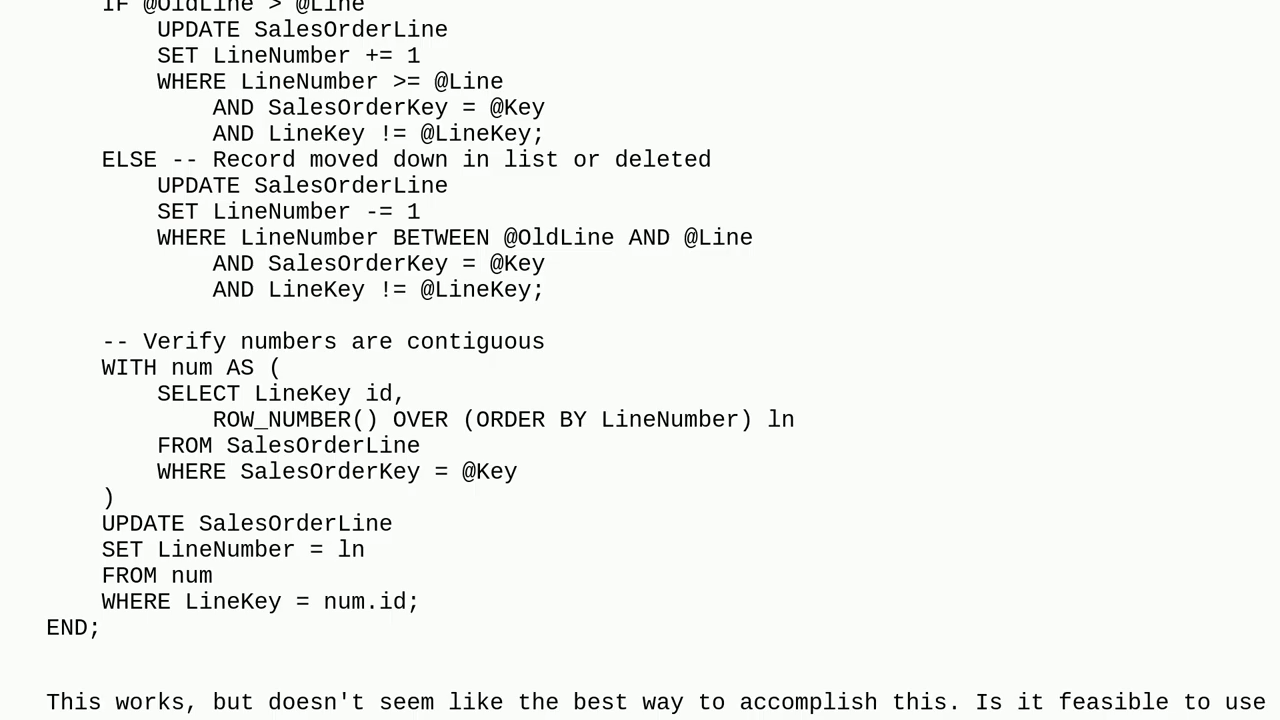 IF @OldLine > @Line
UPDATE SalesOrderLine
SET LineNumber += 1
WHERE LineNumber >= @Line
AND SalesOrderKey = @Key
AND LineKey != @LineKey;
ELSE -- Record moved down in list or deleted
UPDATE SalesOrderLine
SET LineNumber -= 1
WHERE LineNumber BETWEEN @OldLine AND @Line
AND SalesOrderKey = @Key
AND LineKey != @LineKey;
-- Verify numbers are contiguous
WITH num AS (
SELECT LineKey id,
ROW_NUMBER() OVER (ORDER BY LineNumber) ln
FROM SalesOrderLine
WHERE SalesOrderKey = @Key
)
UPDATE SalesOrderLine
SET LineNumber = ln
FROM num
WHERE LineKey = num.id;
END;
This works, but doesn't seem like the best way to accomplish this. Is it feasible to use